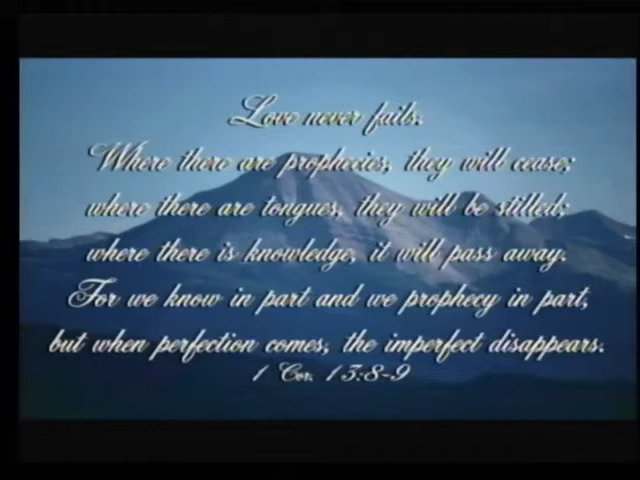 Love never fails.
Where there are prophecies, they will cease;
where there are tongues, they will be stilled;
where there is knowledge, it will pass away.
For we know in part and we prophecy in part,
but when perfection comes, the imperfect disappears.
1 Cor. 13:8-9